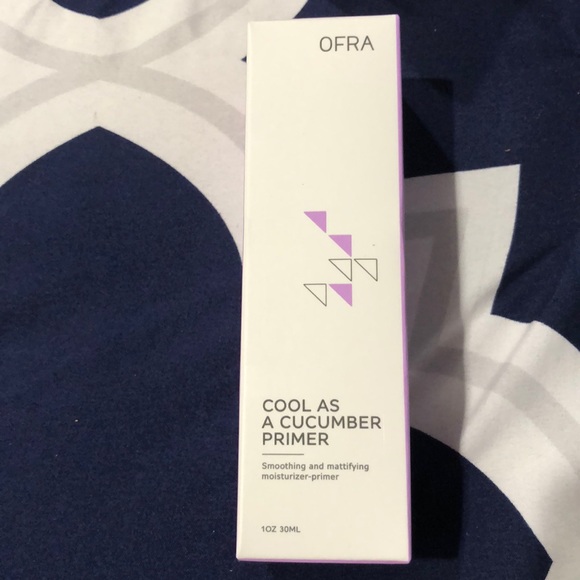 OFRA
COOL AS
A CUCUMBER
PRIMER
Smoothing and mattifying
moisturizer-primer
1OZ 30ML